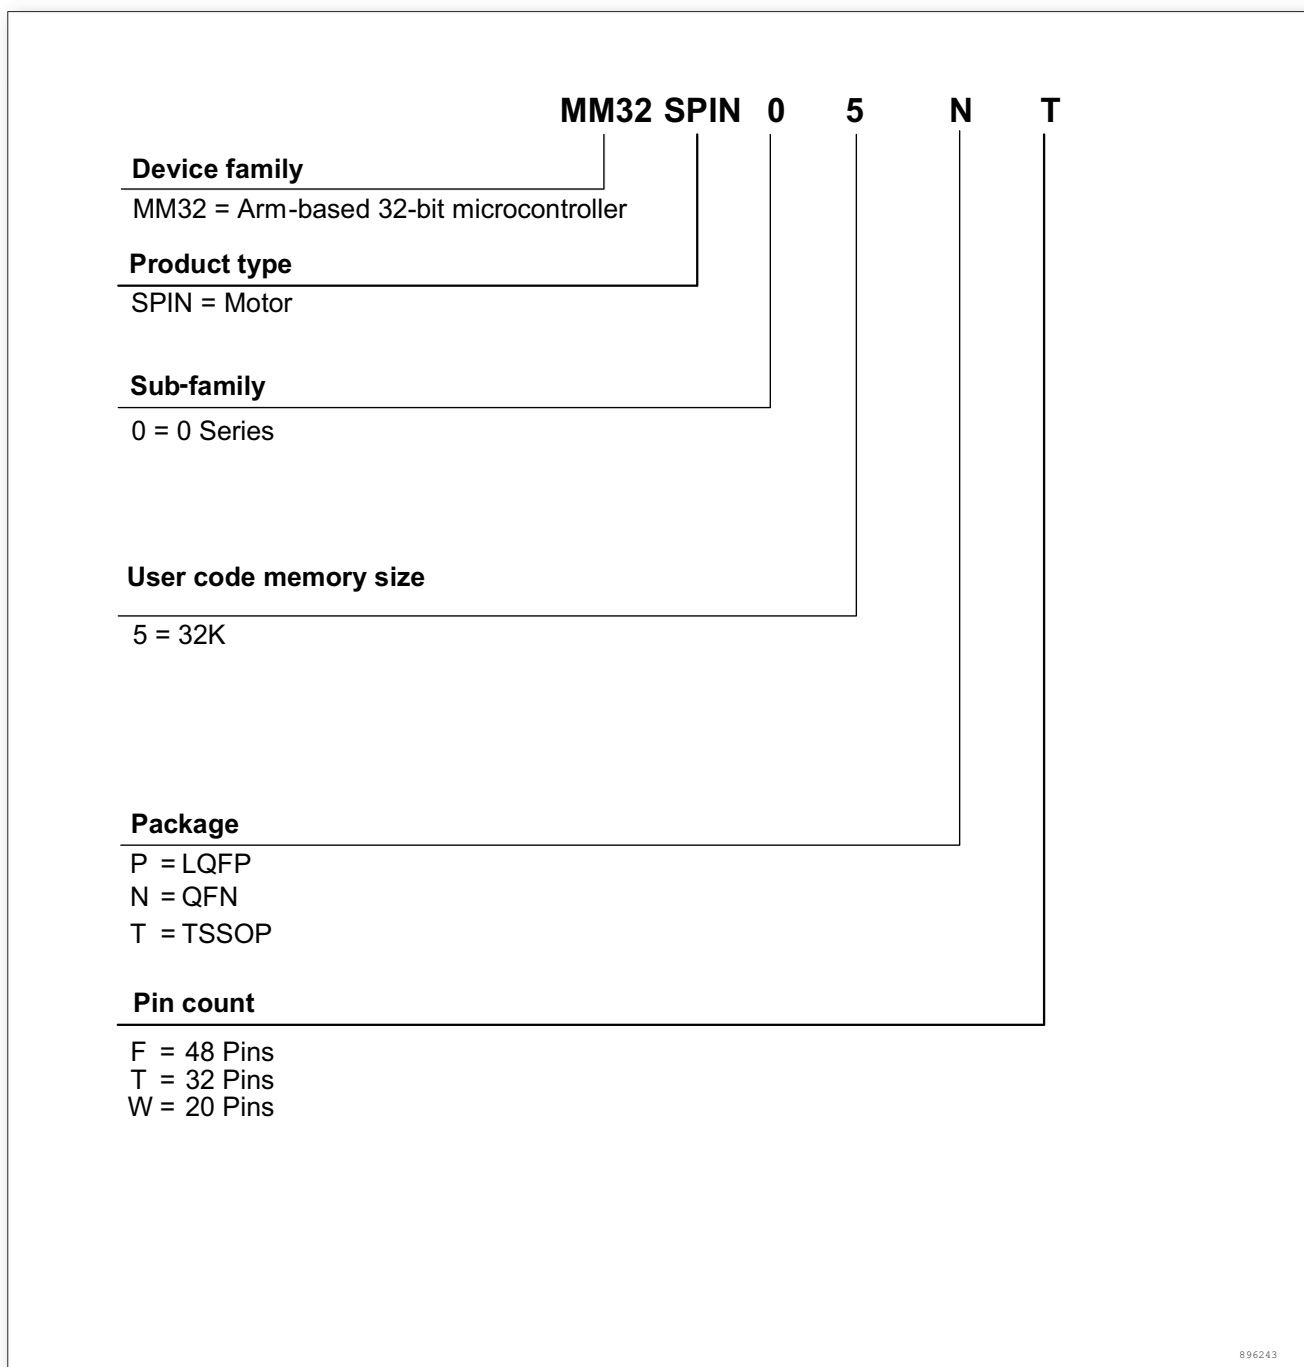 MM32 SPIN 0 5 N T
Device family
MM32 = Arm-based 32-bit microcontroller
Product type
SPIN = Motor
Sub-family
0 = 0 Series
User code memory size
5 = 32K
Package
P = LQFP
N = QFN
T = TSSOP
Pin count
F = 48 Pins
T = 32 Pins
W = 20 Pins
896243